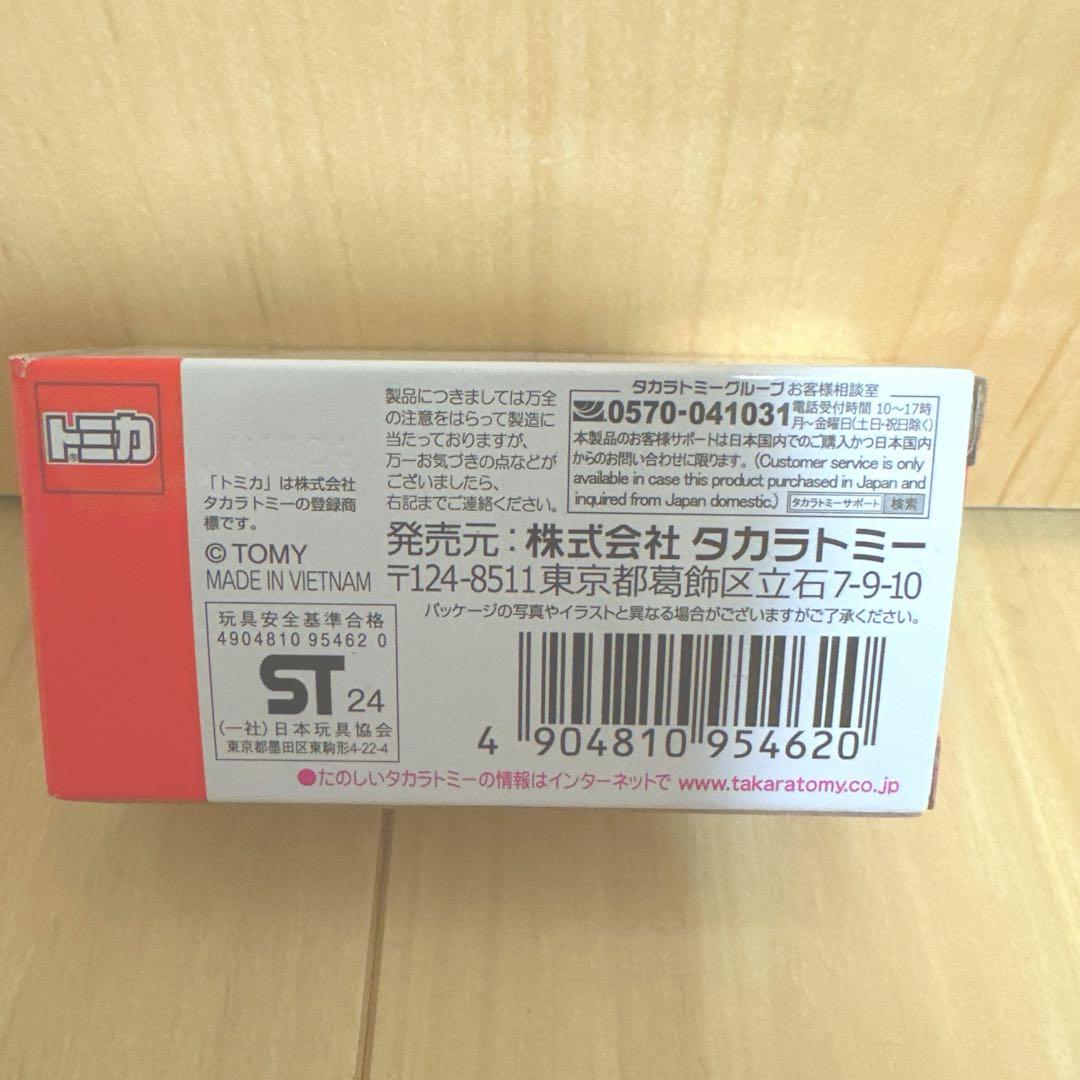 トミカ®
「トミカ」は株式会社
タカラトミーの登録商
標です。
© TOMY
MADE IN VIETNAM
玩具安全基準合格
4904810 95462 0
ST 24
(一社)日本玩具協会
東京都墨田区東駒形4-22-4
製品につきましては万全
の注意をはらって製造に
当たっておりますが、
万一お気づきの点などが
ございましたら、
右記までご連絡ください。
タカラトミーグループお客様相談室
0570-041031 電話受付時間 10〜17時
月〜金曜日(土日・祝日除く)
本製品のお客様サポートは日本国内でのご購入かつ日本国内
からのお問い合わせに限ります。(Customer service is only
available in case this product purchased in Japan and
inquired from Japan domestic.) タカラトミーサポート 検索
発売元:株式会社 タカラトミー
〒124-8511 東京都葛飾区立石7-9-10
パッケージの写真やイラストと異なる場合がございますがご了承ください。
4 904810 954620
●たのしいタカラトミーの情報はインターネットで www.takaratomy.co.jp